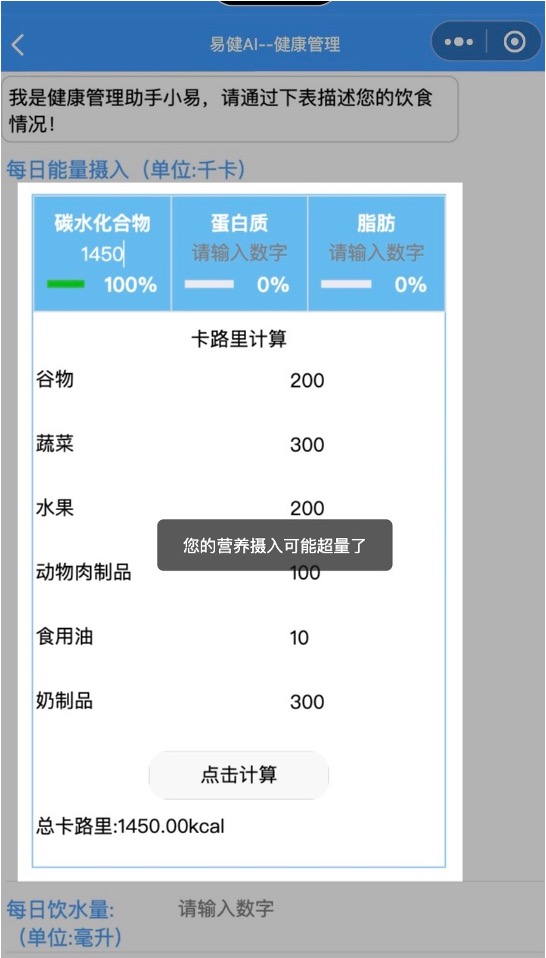 易健AI--健康管理
我是健康管理助手小易，请通过下表描述您的饮食
情况！
每日能量摄入（单位:千卡）
碳水化合物 蛋白质 脂肪
1450 请输入数字 请输入数字
100% 0% 0%
卡路里计算
谷物 200
蔬菜 300
水果 200
您的营养摄入可能超量了
动物肉制品 100
食用油 10
奶制品 300
点击计算
总卡路里:1450.00kcal
每日饮水量: 请输入数字
（单位:毫升）